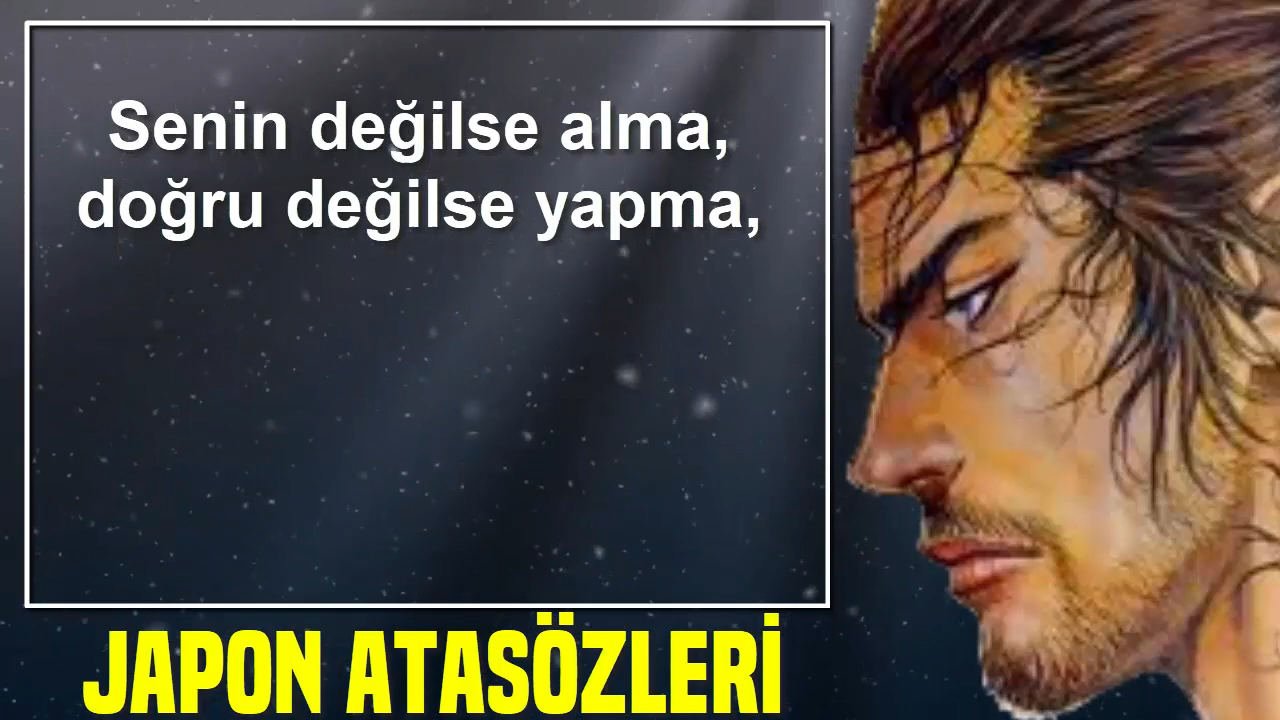 Senin değilse alma,
doğru değilse yapma,
JAPON ATASÖZLERİ